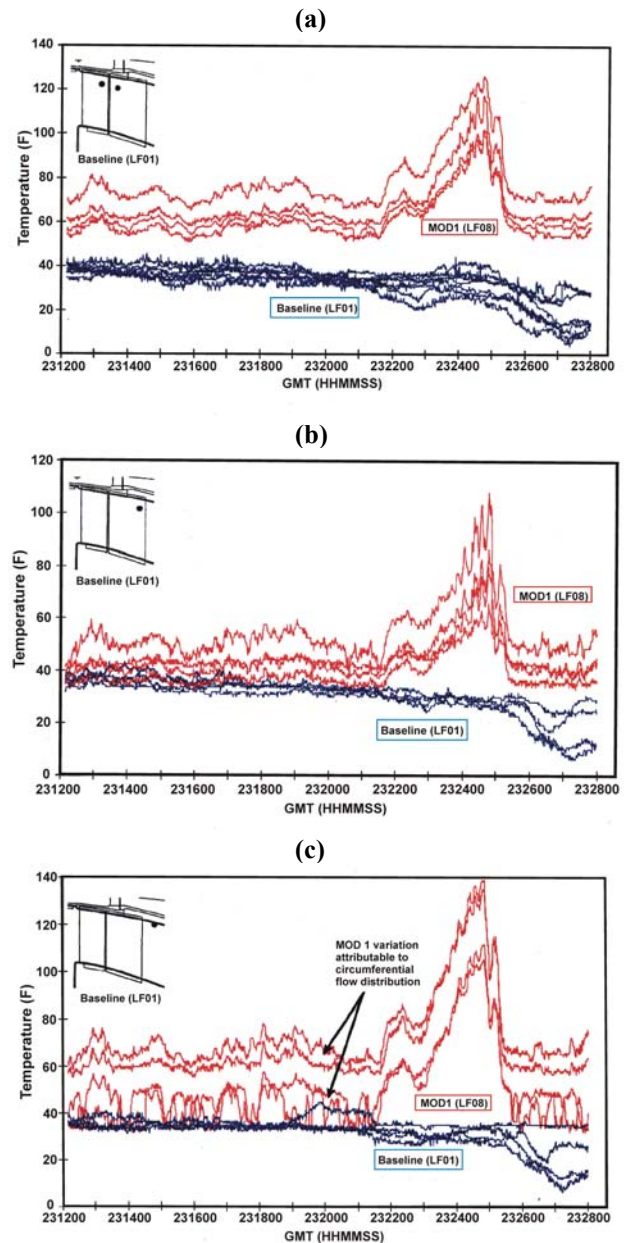 (a)
140
120
100
80
60
40
20
0
Temperature (F)
Baseline (LF01)
MOD1 (LF08)
Baseline (LF01)
231200 231400 231600 231800 232000 232200 232400 232600 232800
GMT (HHMMSS)
(b)
120
100
80
60
40
20
0
Temperature (F)
Baseline (LF01)
MOD1 (LF08)
Baseline (LF01)
231200 231400 231600 231800 232000 232200 232400 232600 232800
GMT (HHMMSS)
(c)
140
120
100
80
60
40
20
0
Temperature (F)
Baseline (LF01)
MOD 1 variation
attributable to
circumferential
flow distribution
MOD1 (LF08)
Baseline (LF01)
231200 231400 231600 231800 232000 232200 232400 232600 232800
GMT (HHMMSS)